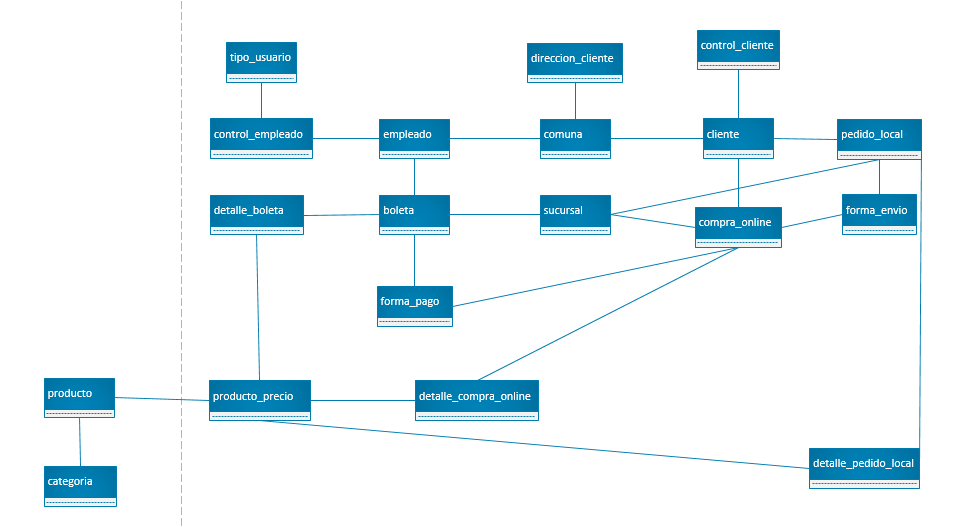 control_cliente
tipo_usuario
direccion_cliente
control_empleado
empleado
comuna
cliente
pedido_local
detalle_boleta
boleta
sucursal
compra_online
forma_envio
forma_pago
producto
producto_precio
detalle_compra_online
detalle_pedido_local
categoria